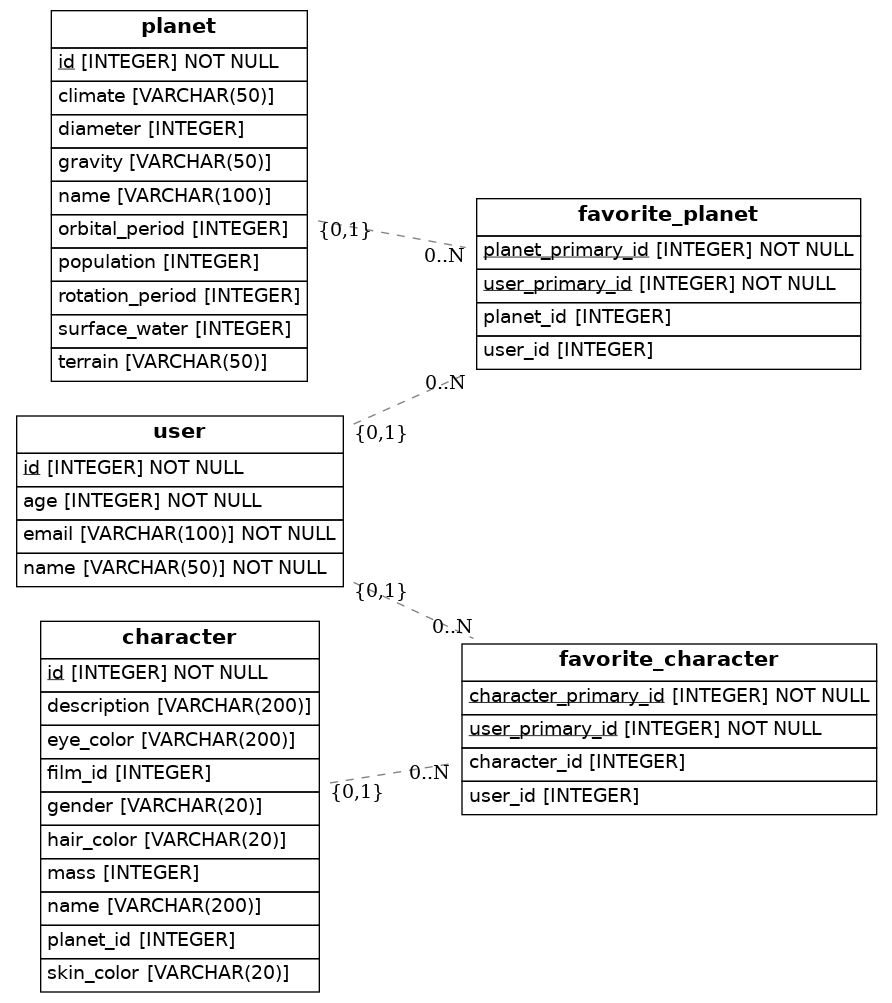 planet
id [INTEGER] NOT NULL
climate [VARCHAR(50)]
diameter [INTEGER]
gravity [VARCHAR(50)]
name [VARCHAR(100)]
orbital_period [INTEGER]
population [INTEGER]
rotation_period [INTEGER]
surface_water [INTEGER]
terrain [VARCHAR(50)]
{0,1}
0..N
favorite_planet
planet_primary_id [INTEGER] NOT NULL
user_primary_id [INTEGER] NOT NULL
planet_id [INTEGER]
user_id [INTEGER]
0..N
{0,1}
user
id [INTEGER] NOT NULL
age [INTEGER] NOT NULL
email [VARCHAR(100)] NOT NULL
name [VARCHAR(50)] NOT NULL
{0,1}
0..N
character
id [INTEGER] NOT NULL
description [VARCHAR(200)]
eye_color [VARCHAR(200)]
film_id [INTEGER]
gender [VARCHAR(20)]
hair_color [VARCHAR(20)]
mass [INTEGER]
name [VARCHAR(200)]
planet_id [INTEGER]
skin_color [VARCHAR(20)]
{0,1}
0..N
favorite_character
character_primary_id [INTEGER] NOT NULL
user_primary_id [INTEGER] NOT NULL
character_id [INTEGER]
user_id [INTEGER]